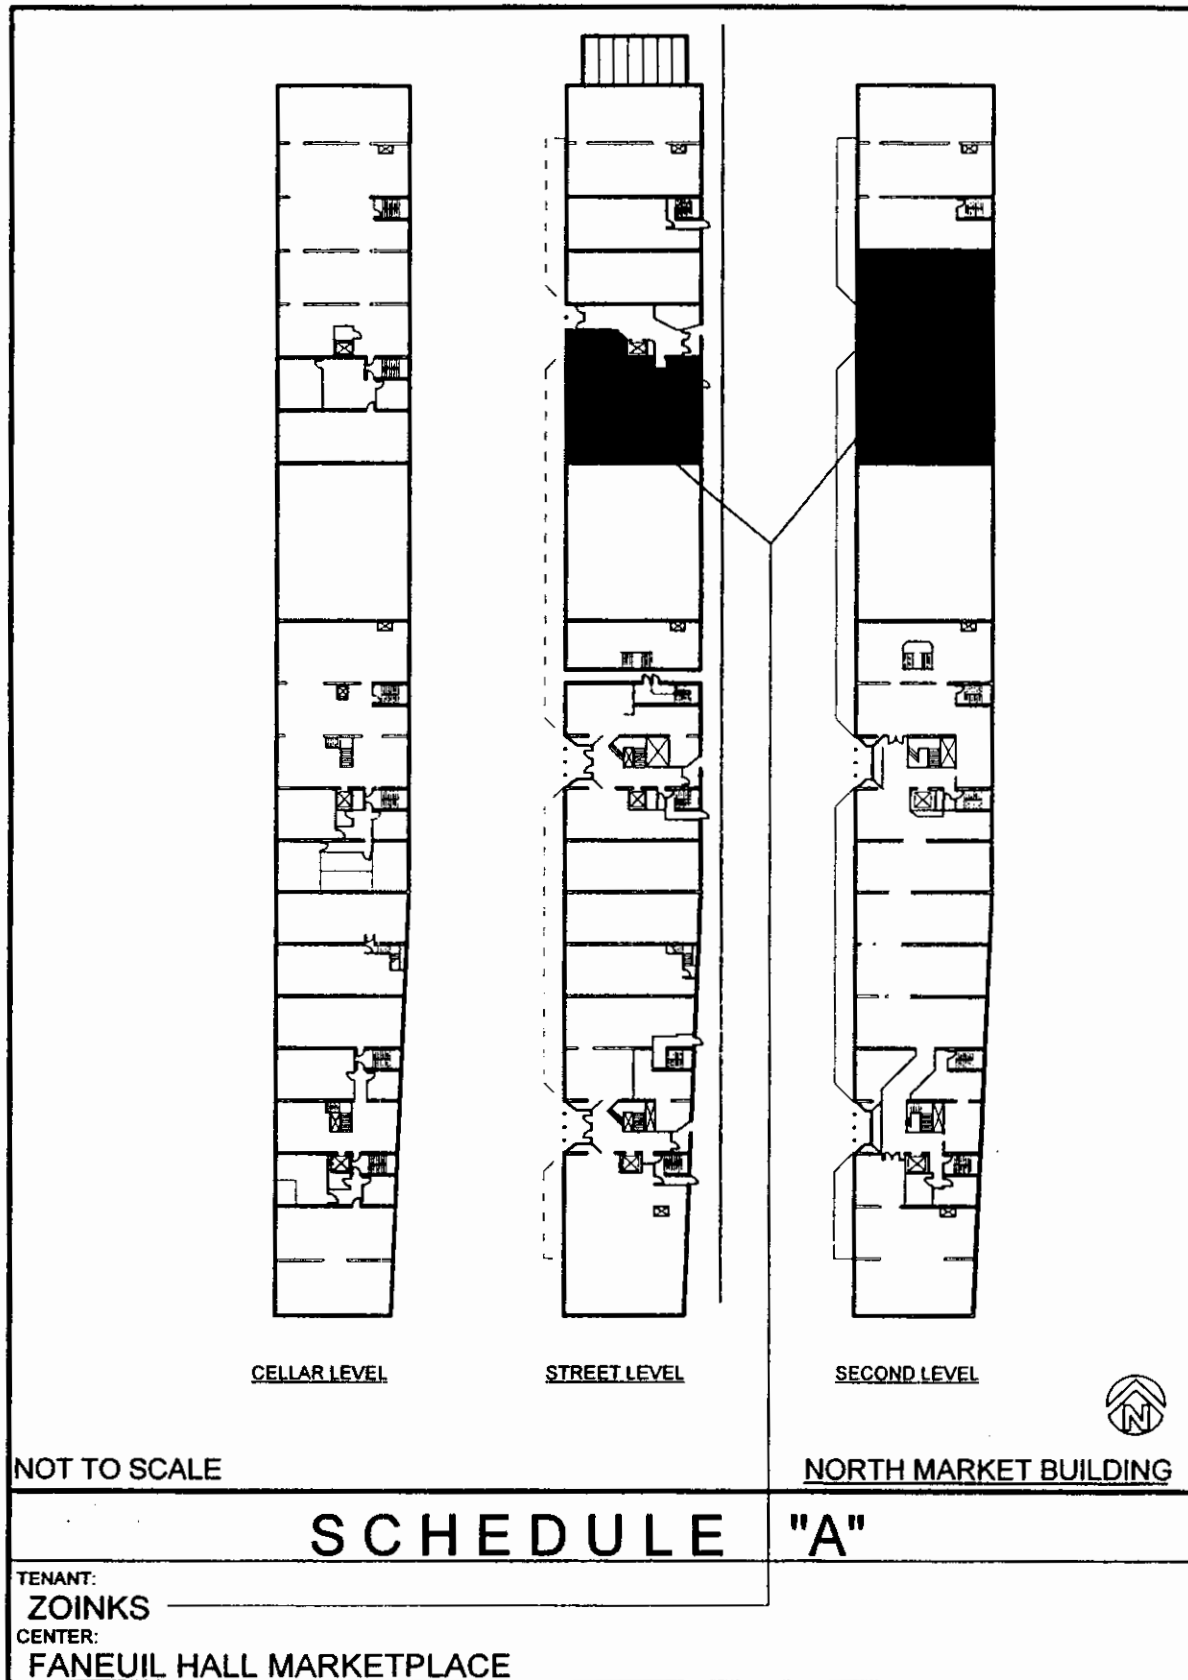 CELLAR LEVEL
STREET LEVEL
SECOND LEVEL
N
NOT TO SCALE
NORTH MARKET BUILDING
SCHEDULE "A"
TENANT:
ZOINKS
CENTER:
FANEUIL HALL MARKETPLACE